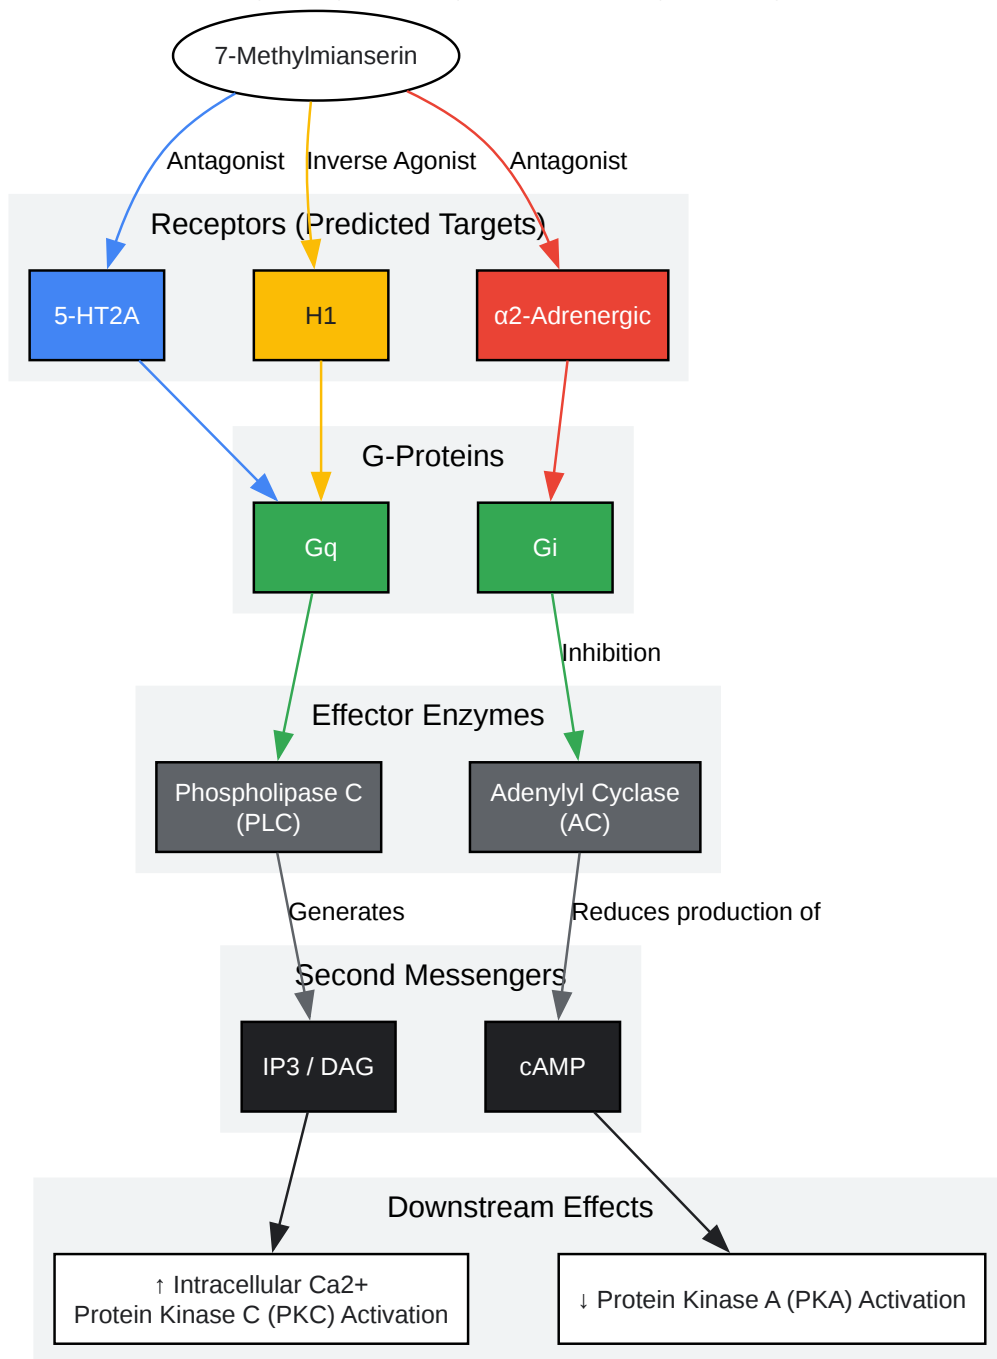 7-Methylmianserin
Antagonist
Inverse Agonist
Antagonist
Receptors (Predicted Targets)
5-HT2A
H1
α2-Adrenergic
G-Proteins
Gq
Gi
Inhibition
Effector Enzymes
Phospholipase C
(PLC)
Adenylyl Cyclase
(AC)
Generates
Reduces production of
Second Messengers
IP3 / DAG
cAMP
Downstream Effects
↑ Intracellular Ca2+
Protein Kinase C (PKC) Activation
↓ Protein Kinase A (PKA) Activation